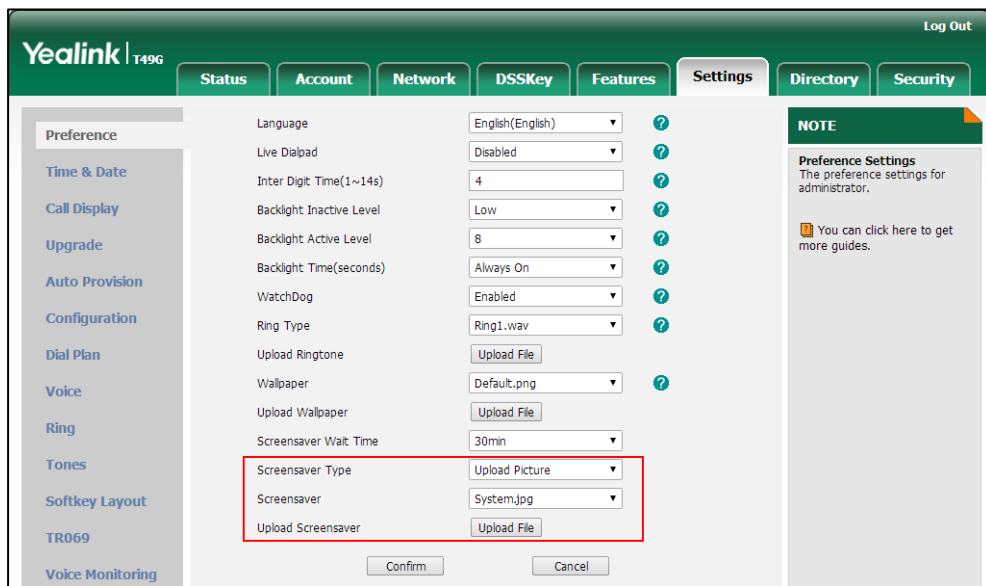 Log Out
Yealink T49G
Status Account Network DSSKey Features Settings Directory Security
Preference
Time & Date
Call Display
Upgrade
Auto Provision
Configuration
Dial Plan
Voice
Ring
Tones
Softkey Layout
TR069
Voice Monitoring
Language English(English) ?
Live Dialpad Disabled ?
Inter Digit Time(1~14s) 4 ?
Backlight Inactive Level Low ?
Backlight Active Level 8 ?
Backlight Time(seconds) Always On ?
WatchDog Enabled ?
Ring Type Ring1.wav ?
Upload Ringtone Upload File
Wallpaper Default.png ?
Upload Wallpaper Upload File
Screensaver Wait Time 30min
Screensaver Type Upload Picture
Screensaver System.jpg
Upload Screensaver Upload File
Confirm Cancel
NOTE
Preference Settings
The preference settings for
administrator.
? You can click here to get
more guides.